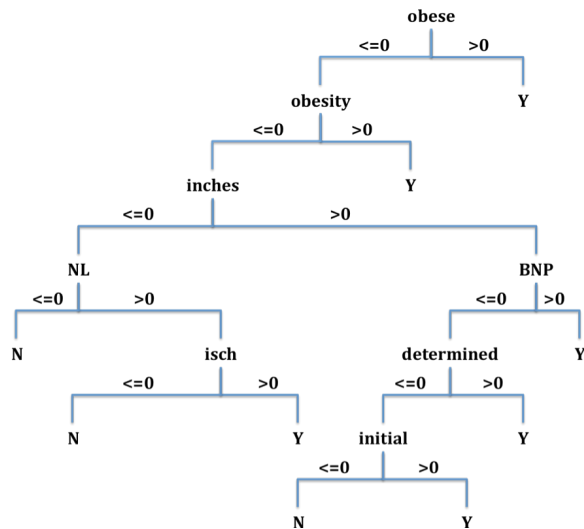 obese
<=0 >0
obesity Y
<=0 >0
inches Y
<=0 >0
NL BNP
<=0 >0 <=0 >0
N isch determined Y
<=0 >0 <=0 >0
N Y initial Y
<=0 >0
N Y